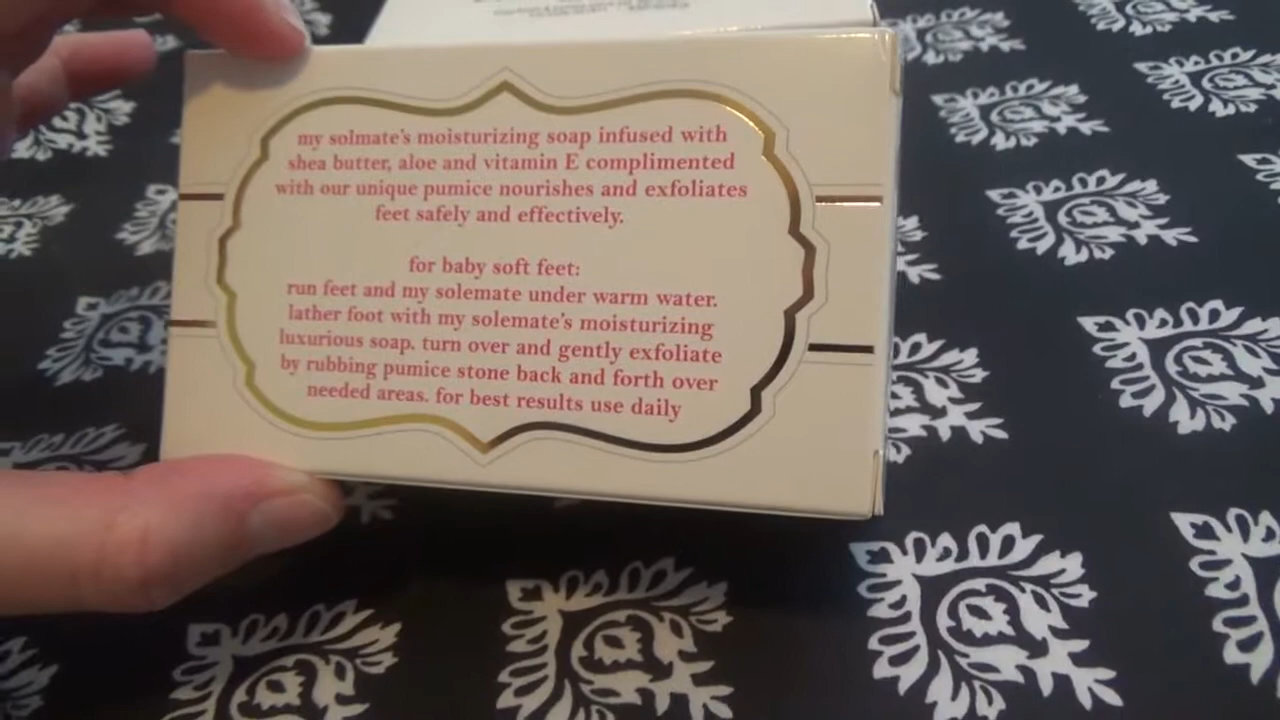 my solmate's moisturizing soap infused with
shea butter, aloe and vitamin E complimented
with our unique pumice nourishes and exfoliates
feet safely and effectively.
for baby soft feet:
run feet and my solemate under warm water.
lather foot with my solemate's moisturizing
luxurious soap. turn over and gently exfoliate
by rubbing pumice stone back and forth over
needed areas. for best results use daily